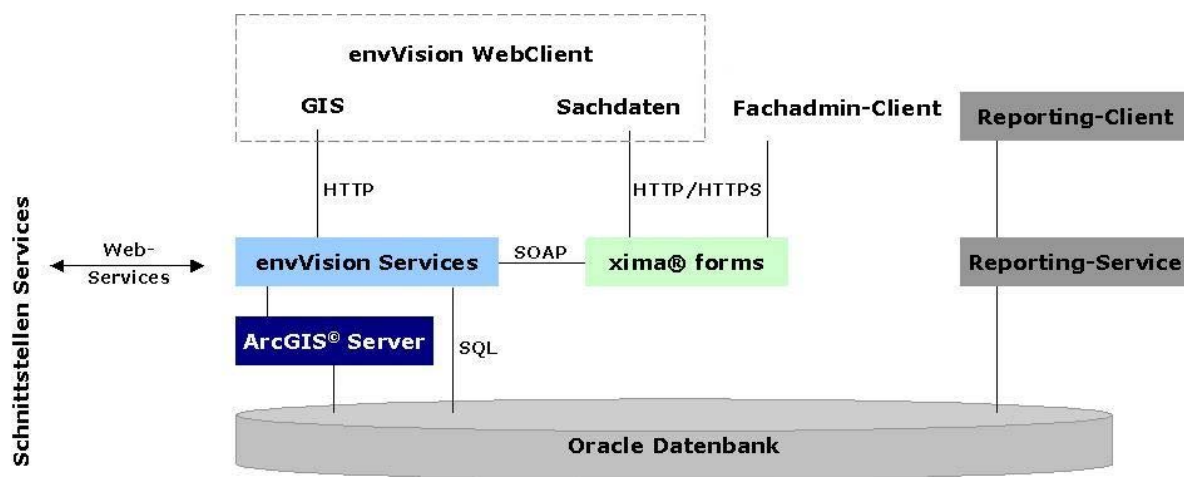 envVision WebClient
GIS
Sachdaten
Fachadmin-Client
Reporting-Client
HTTP
HTTP/HTTPS
Schnittstellen Services
Web-
Services
envVision Services
SOAP
xima® forms
Reporting-Service
ArcGIS© Server
SQL
Oracle Datenbank